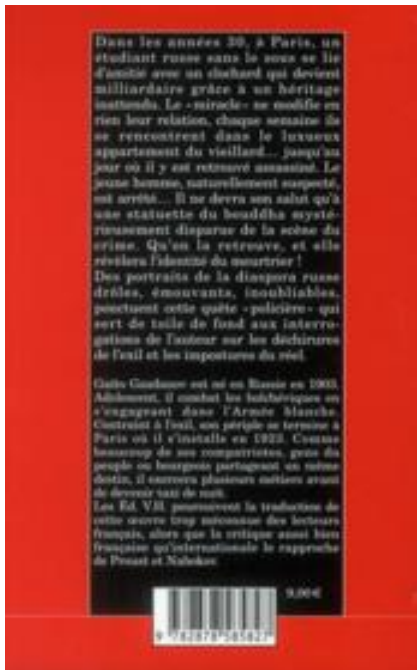 Dans les années 30, à Paris, un
étudiant russe sans le sous se lie
d'amitié avec un clochard qui devient
milliardaire grâce à un héritage
inattendu. Le «miracle» ne modifie en
rien leur relation, chaque semaine ils
se rencontrent dans le luxueux
appartement du vieillard... jusqu'au
jour où il y est retrouvé assassiné. Le
jeune homme, naturellement suspecté,
est arrêté... Il ne devra son salut qu'à
une statuette du bouddha mysté-
rieusement disparue de la scène du
crime. Qu'on la retrouve, et elle
révélera l'identité du meurtrier !
Des portraits de la diaspora russe
drôles, émouvants, inoubliables,
ponctuent cette quête «policière» qui
sert de toile de fond aux interro-
gations de l'auteur sur les déchirures
de l'exil et les impostures du réel.
Gaïto Gazdanov est né en Russie en 1903.
Adolescent, il combat les bolchéviques en
s'engageant dans l'Armée blanche.
Contraint à l'exil, son périple se termine à
Paris où il s'installe en 1923. Comme
beaucoup de ses compatriotes, gens du
peuple ou bourgeois partageant un même
destin, il exercera plusieurs métiers avant
de devenir taxi de nuit.
Les Ed. V.H. poursuivent la traduction de
cette œuvre trop méconnue des lecteurs
français, alors que la critique aussi bien
française qu'internationale le rapproche
de Proust et Nabokov.
9,00 €
9 782878 585827